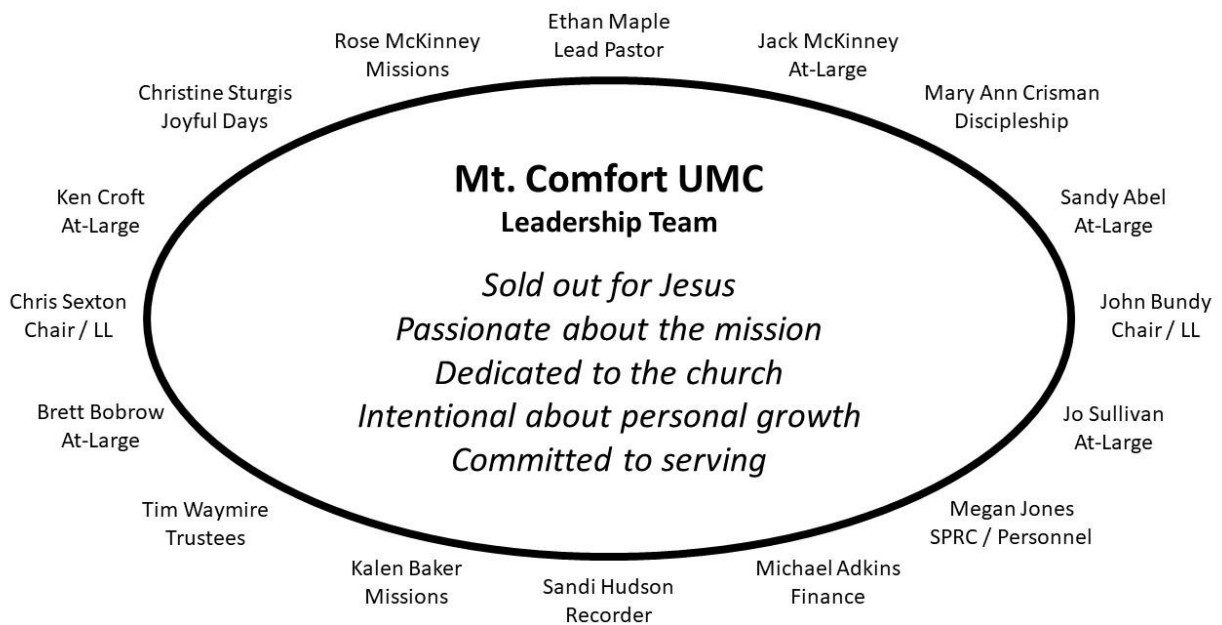 Ethan Maple
Lead Pastor
Jack McKinney
At-Large
Mary Ann Crisman
Discipleship
Sandy Abel
At-Large
John Bundy
Chair / LL
Jo Sullivan
At-Large
Megan Jones
SPRC / Personnel
Michael Adkins
Finance
Sandi Hudson
Recorder
Kalen Baker
Missions
Tim Waymire
Trustees
Brett Bobrow
At-Large
Chris Sexton
Chair / LL
Ken Croft
At-Large
Christine Sturgis
Joyful Days
Rose McKinney
Missions
Mt. Comfort UMC
Leadership Team
Sold out for Jesus
Passionate about the mission
Dedicated to the church
Intentional about personal growth
Committed to serving